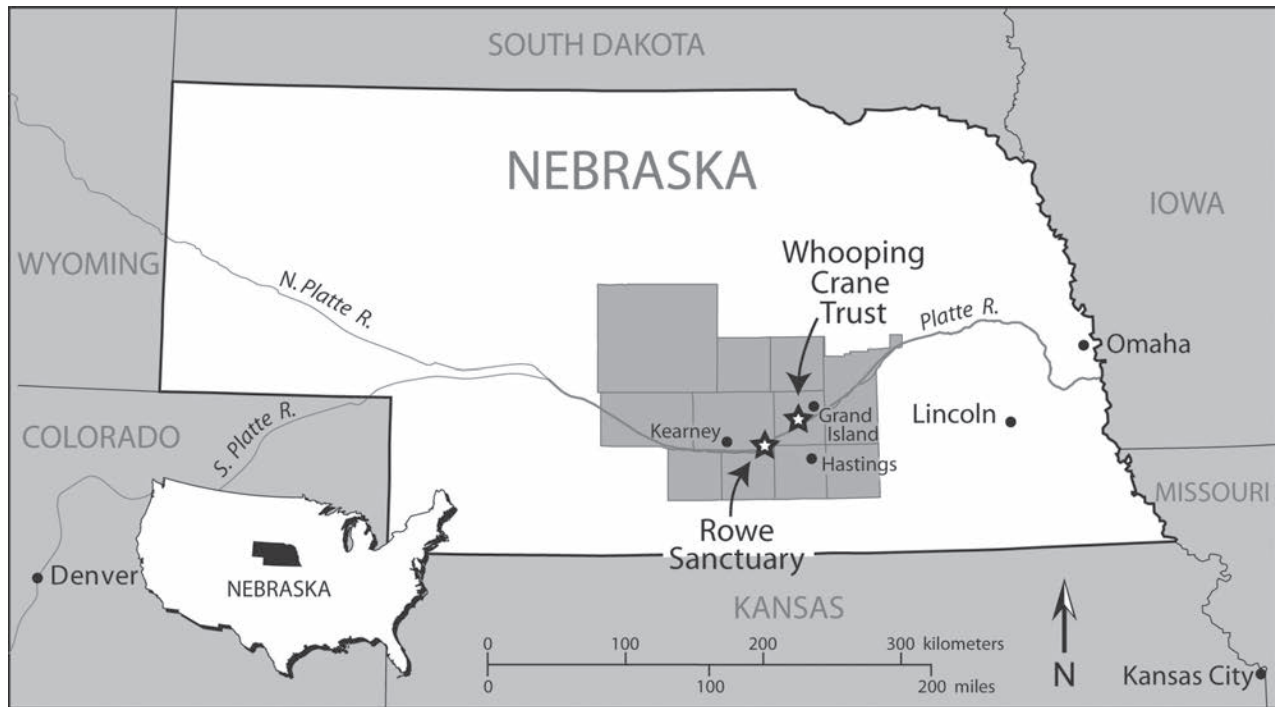 SOUTH DAKOTA
NEBRASKA
IOWA
WYOMING
Whooping
Crane
Trust
N. Platte R.
Platte R.
Omaha
COLORADO
S. Platte R.
Kearney
Grand
Island
Lincoln
Hastings
MISSOURI
Rowe
Sanctuary
Denver
NEBRASKA
KANSAS
0 100 200 300 kilometers
0 100 200 miles
N
Kansas City